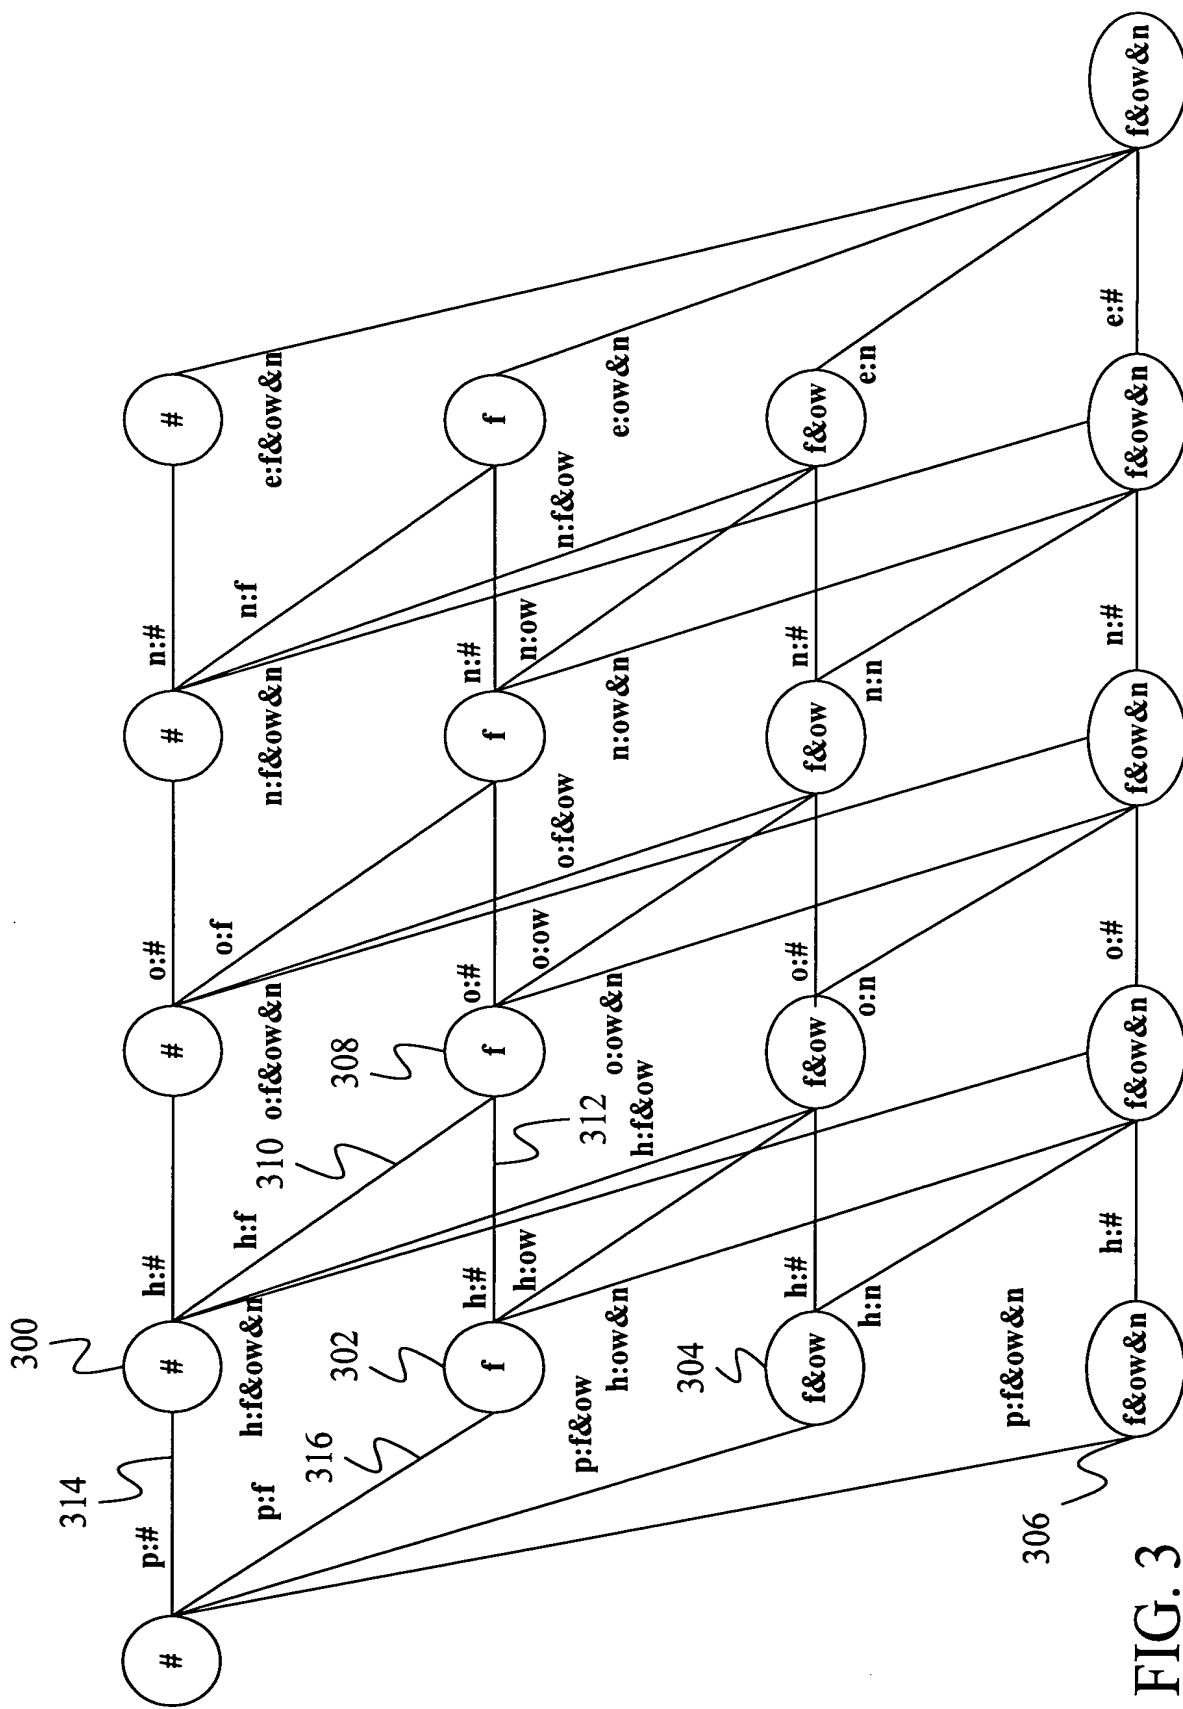 300
314
p:# h:# o:# n:#
# # # # #
p:f h:f o:f n:f
h:f&ow&n 310 o:f&ow&n n:f&ow&n e:f&ow&n
316 302 308
h:# o:# n:#
f f f f
h:ow o:ow n:ow
p:f&ow 312 o:f&ow n:f&ow
h:ow&n o:ow&n n:ow&n e:ow&n
h:f&ow
304
h:# o:# n:#
f&ow f&ow f&ow f&ow
h:n o:n n:n e:n
p:f&ow&n
306
h:# o:# n:# e:#
f&ow&n f&ow&n f&ow&n f&ow&n f&ow&n
FIG. 3